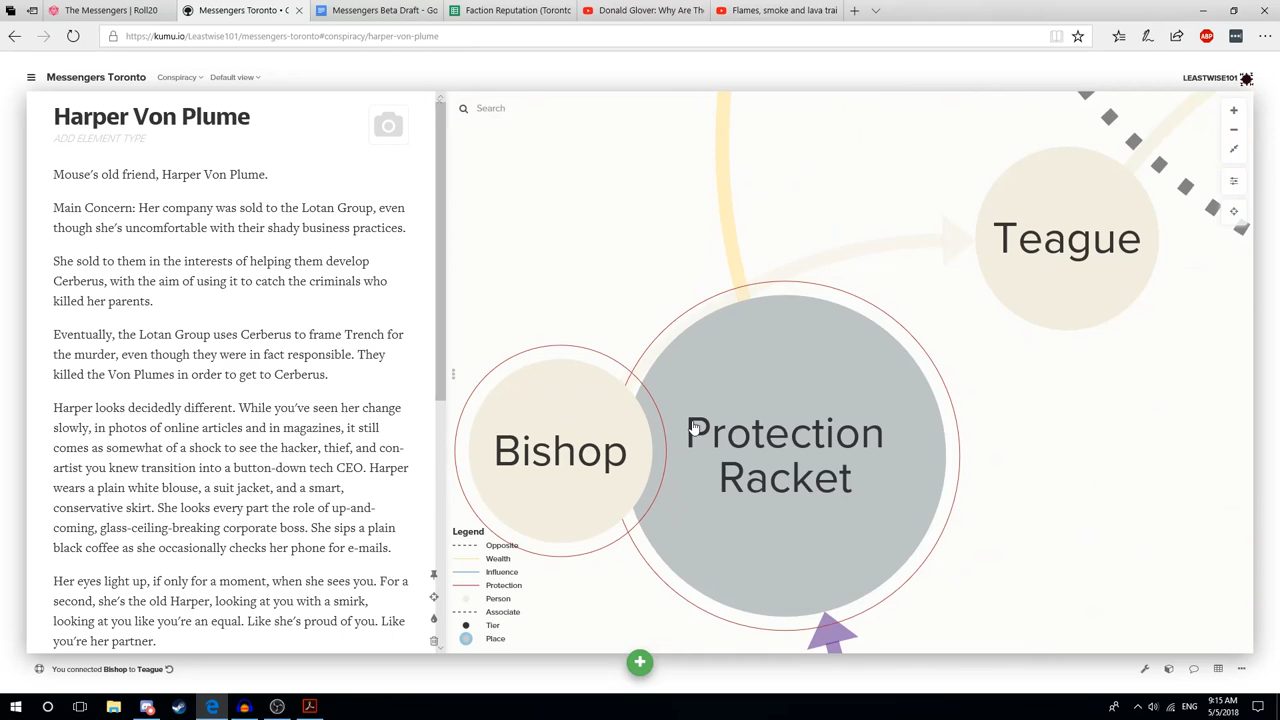 The Messengers | Roll20
Messengers Toronto • C
Messengers Beta Draft - Go
Faction Reputation (Toront
Donald Glover: Why Are Th
Flames, smoke and lava trai
https://kumu.io/Leastwise101/messengers-toronto#conspiracy/harper-von-plume
ABP
Messengers Toronto
Conspiracy
Default view
LEASTWISE101
Harper Von Plume
ADD ELEMENT TYPE
Mouse's old friend, Harper Von Plume.
Main Concern: Her company was sold to the Lotan Group, even
though she's uncomfortable with their shady business practices.
She sold to them in the interests of helping them develop
Cerberus, with the aim of using it to catch the criminals who
killed her parents.
Eventually, the Lotan Group uses Cerberus to frame Trench for
the murder, even though they were in fact responsible. They
killed the Von Plumes in order to get to Cerberus.
Harper looks decidedly different. While you've seen her change
slowly, in photos of online articles and in magazines, it still
comes as somewhat of a shock to see the hacker, thief, and con-
artist you knew transition into a button-down tech CEO. Harper
wears a plain white blouse, a suit jacket, and a smart,
conservative skirt. She looks every part the role of up-and-
coming, glass-ceiling-breaking corporate boss. She sips a plain
black coffee as she occasionally checks her phone for e-mails.
Her eyes light up, if only for a moment, when she sees you. For a
second, she's the old Harper, looking at you with a smirk,
looking at you like you're an equal. Like she's proud of you. Like
you're her partner.
Search
Teague
Bishop
Protection
Racket
Legend
Opposite
Wealth
Influence
Protection
Person
Associate
Tier
Place
You connected Bishop to Teague
9:15 AM
5/5/2018